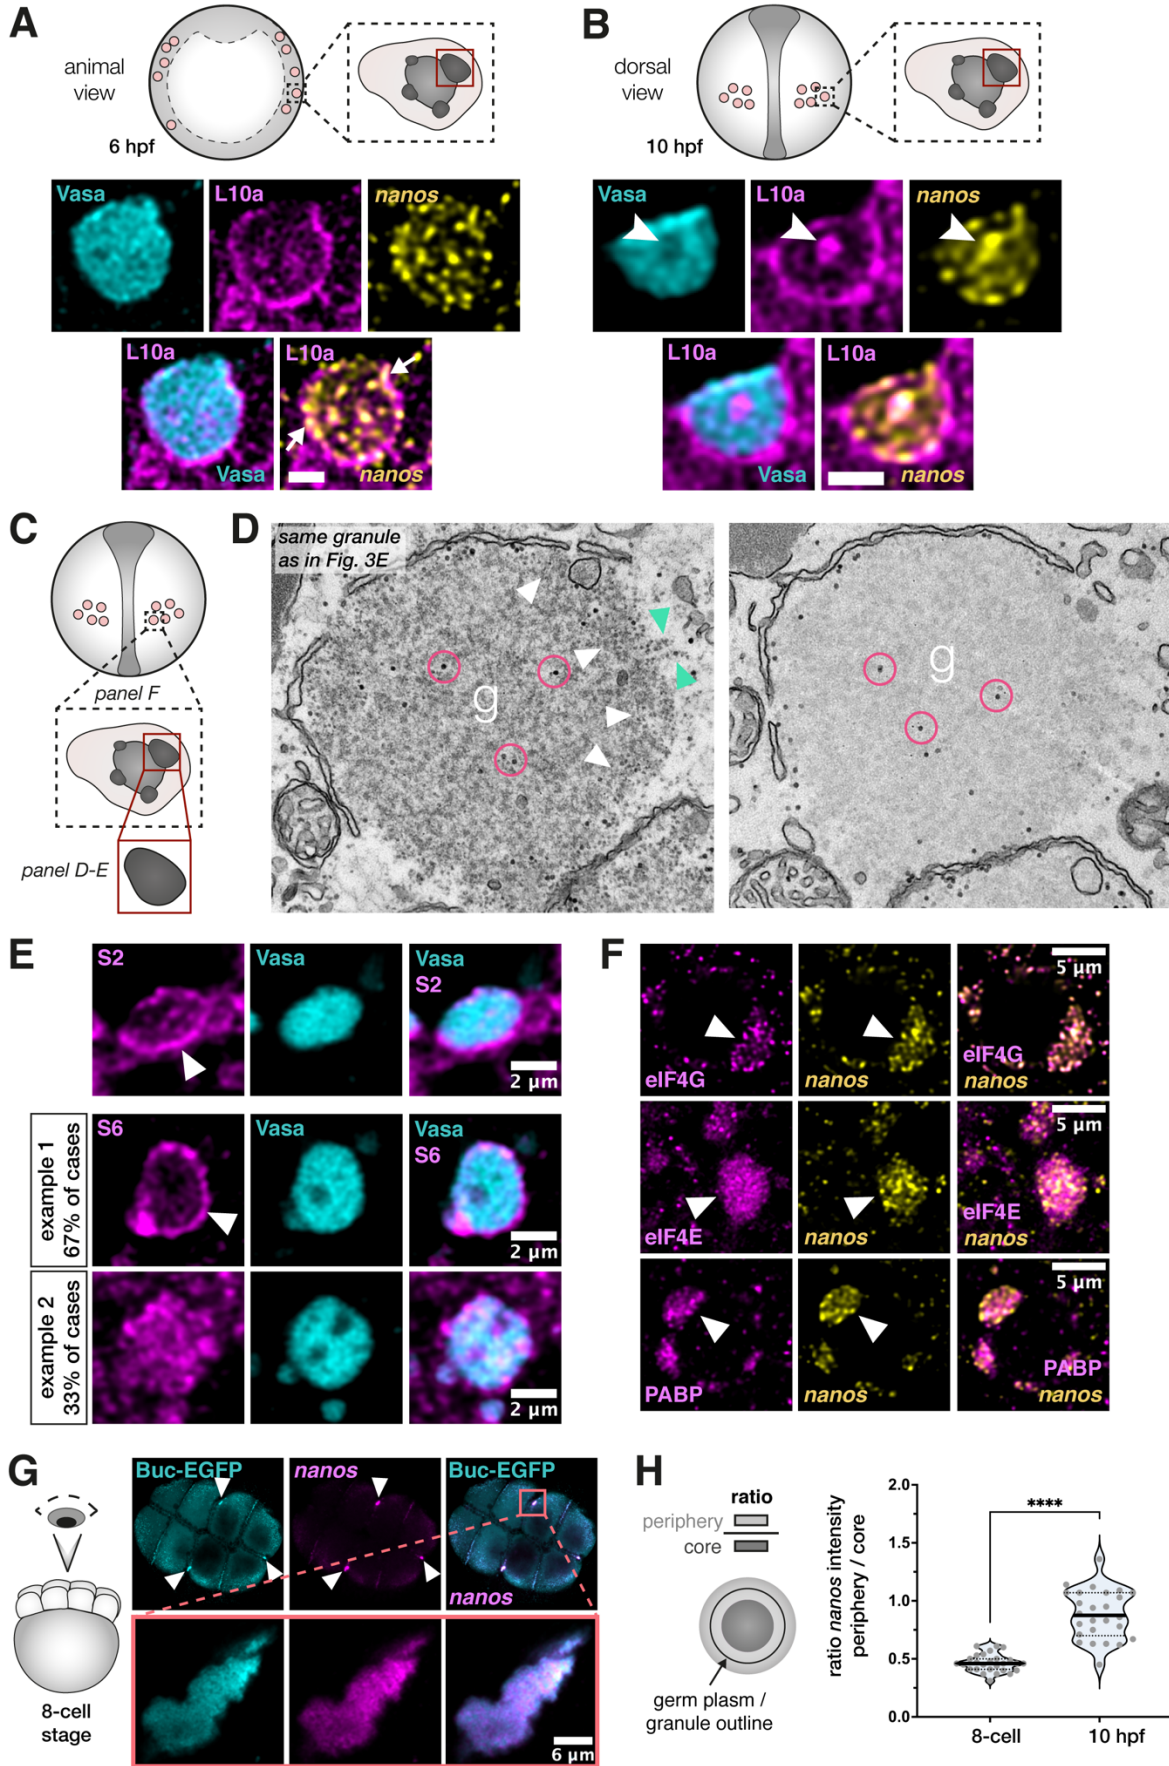 A
animal
view
6 hpf
Vasa
L10a
nanos
L10a
Vasa
L10a
nanos
B
dorsal
view
10 hpf
Vasa
L10a
nanos
L10a
Vasa
L10a
nanos
C
panel F
panel D-E
D
same granule
as in Fig. 3E
g
g
E
S2
Vasa
Vasa
S2
2 µm
example 1
67% of cases
S6
Vasa
Vasa
S6
2 µm
example 2
33% of cases
2 µm
F
eIF4G
nanos
eIF4G
nanos
5 µm
eIF4E
nanos
eIF4E
nanos
5 µm
PABP
nanos
PABP
nanos
5 µm
G
8-cell
stage
Buc-EGFP
nanos
Buc-EGFP
nanos
6 µm
H
ratio
periphery
core
germ plasm /
granule outline
ratio nanos intensity
periphery / core
2.0
1.5
1.0
0.5
0.0
****
8-cell
10 hpf